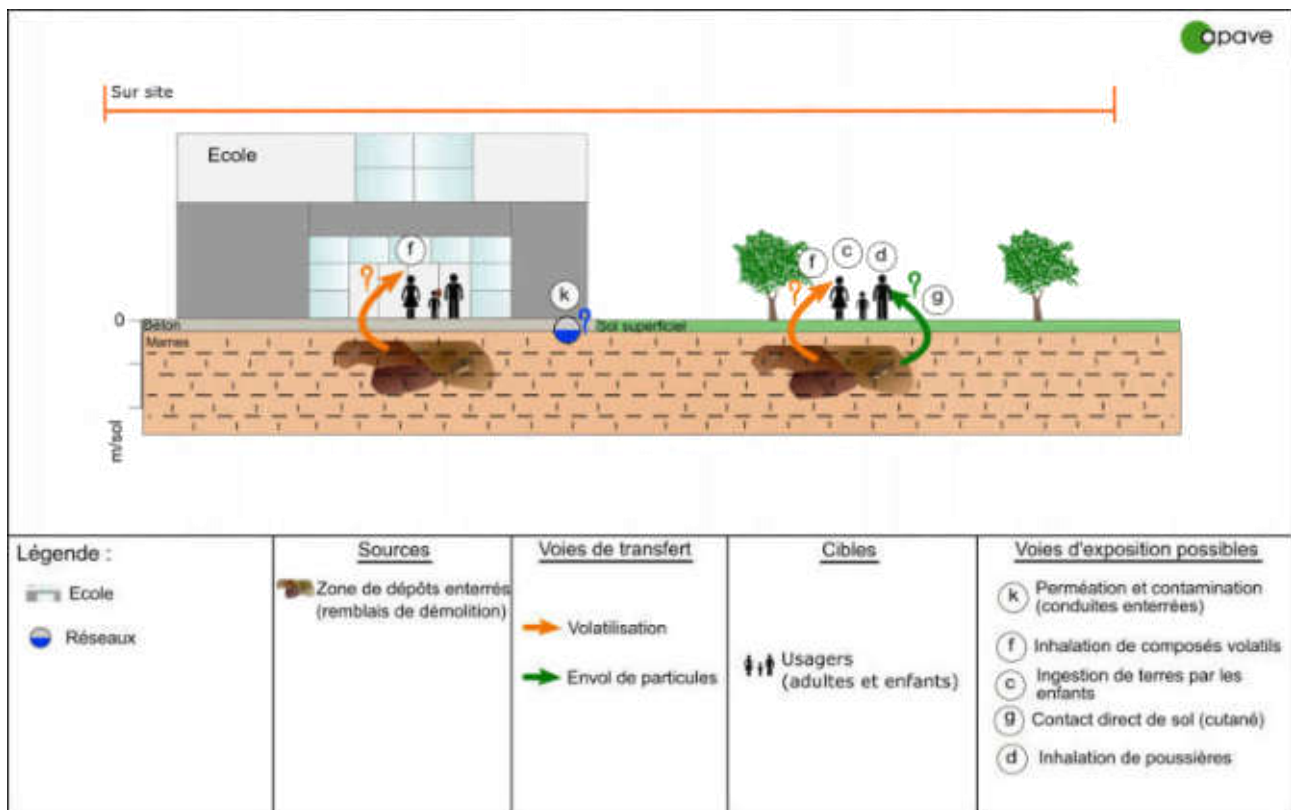 apave
Sur site
Ecole
f
k
f
c
d
g
0
Béton
Sol superficiel
Marnes
m/sol
Légende :
Ecole
Réseaux
Sources
Zone de dépôts enterrés
(remblais de démolition)
Voies de transfert
Volatilisation
Envol de particules
Cibles
Usagers
(adultes et enfants)
Voies d'exposition possibles
k Perméation et contamination
(conduites enterrées)
f Inhalation de composés volatils
c Ingestion de terres par les
enfants
g Contact direct de sol (cutané)
d Inhalation de poussières